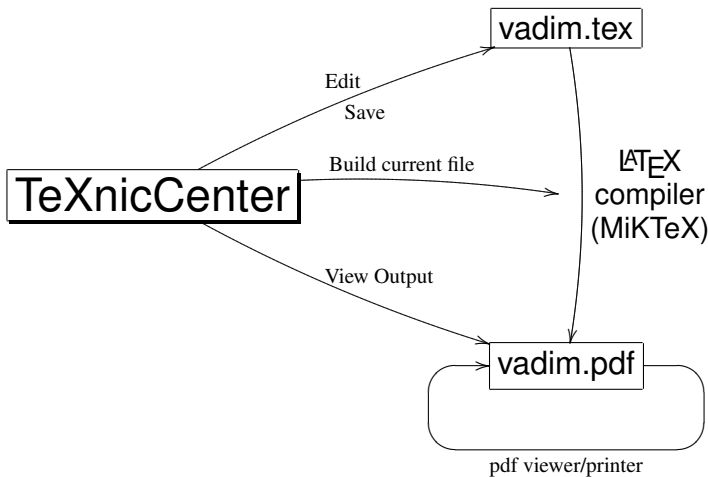 vadim.tex
Edit
Save
Build current file
LATEX
compiler
(MiKTeX)
TeXnicCenter
View Output
vadim.pdf
pdf viewer/printer